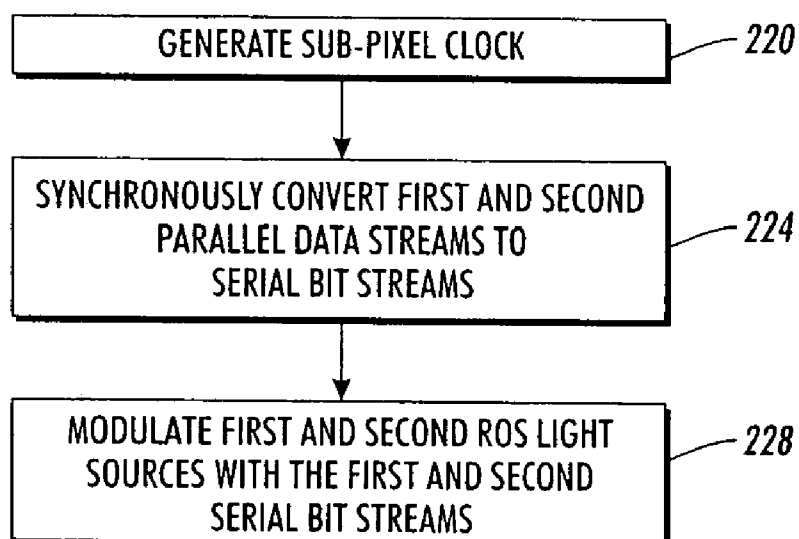 GENERATE SUB-PIXEL CLOCK
220
SYNCHRONOUSLY CONVERT FIRST AND SECOND
PARALLEL DATA STREAMS TO
SERIAL BIT STREAMS
224
MODULATE FIRST AND SECOND ROS LIGHT
SOURCES WITH THE FIRST AND SECOND
SERIAL BIT STREAMS
228